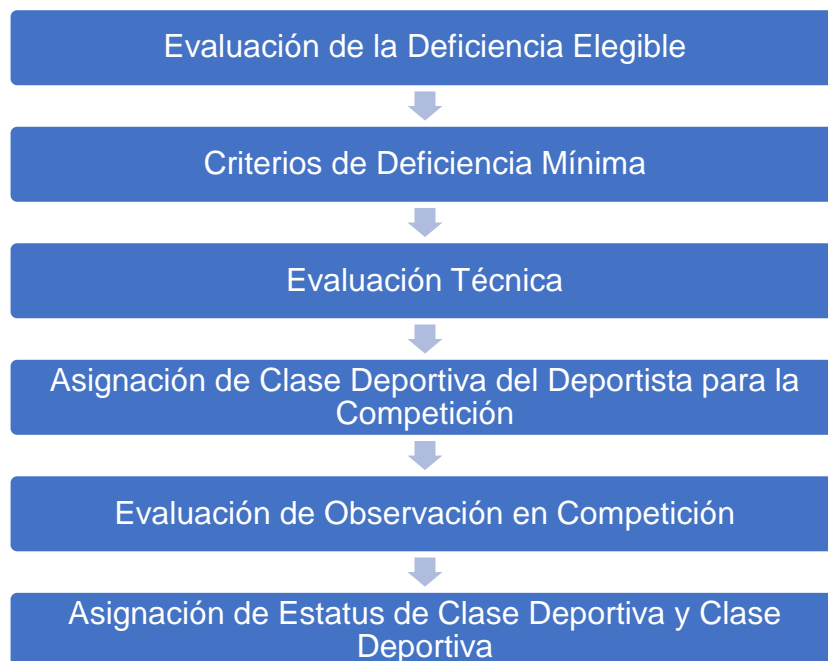 Evaluación de la Deficiencia Elegible
Criterios de Deficiencia Mínima
Evaluación Técnica
Asignación de Clase Deportiva del Deportista para la
Competición
Evaluación de Observación en Competición
Asignación de Estatus de Clase Deportiva y Clase
Deportiva